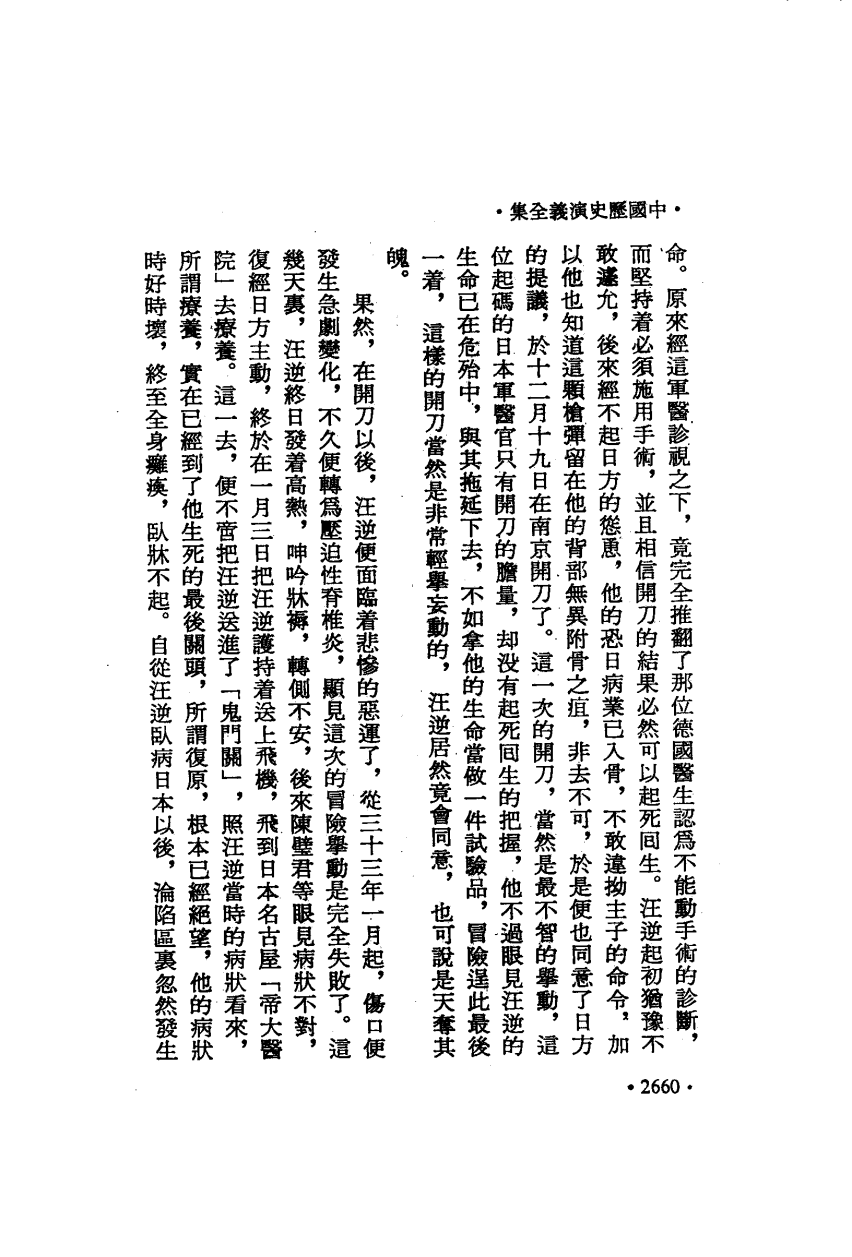 •中國歷史演義全集•
命。原來經這軍醫診視之下，竟完全推翻了那位德國醫生認爲不能動手術的診斷，
而堅持着必須施用手術，並且相信開刀的結果必然可以起死回生。汪逆起初猶豫不
敢遽允，後來經不起日方的慫恿，他的恐日病業已入骨，不敢違拗主子的命令，加
以他也知道這顆槍彈留在他的背部無異附骨之疽，非去不可，於是便也同意了日方
的提議，於十二月十九日在南京開刀了。這一次的開刀，當然是最不智的舉動，這
位起碼的日本軍醫官只有開刀的膽量，却没有起死回生的把握，他不過眼見汪逆的
生命已在危殆中，與其拖延下去，不如拿他的生命當做一件試驗品，冒險逞此最後
一着，這樣的開刀當然是非常輕舉妄動的，汪逆居然竟會同意，也可說是天奪其
魄。
果然，在開刀以後，汪逆便面臨着悲慘的惡運了，從三十三年一月起，傷口便
發生急劇變化，不久便轉爲壓迫性脊椎炎，顯見這次的冒險舉動是完全失敗了。這
幾天裏，汪逆終日發着高熱，呻吟牀褥，轉側不安，後來陳璧君等眼見病狀不對，
復經日方主動，終於在一月三日把汪逆護持着送上飛機，飛到日本名古屋「帝大醫
院」去療養。這一去，便不啻把汪逆送進了「鬼門關」，照汪逆當時的病狀看來，
所謂療養，實在已經到了他生死的最後關頭，所謂復原，根本已經絕望，他的病狀
時好時壞，終至全身癱瘓，臥牀不起。自從汪逆臥病日本以後，淪陷區裏忽然發生
•2660•